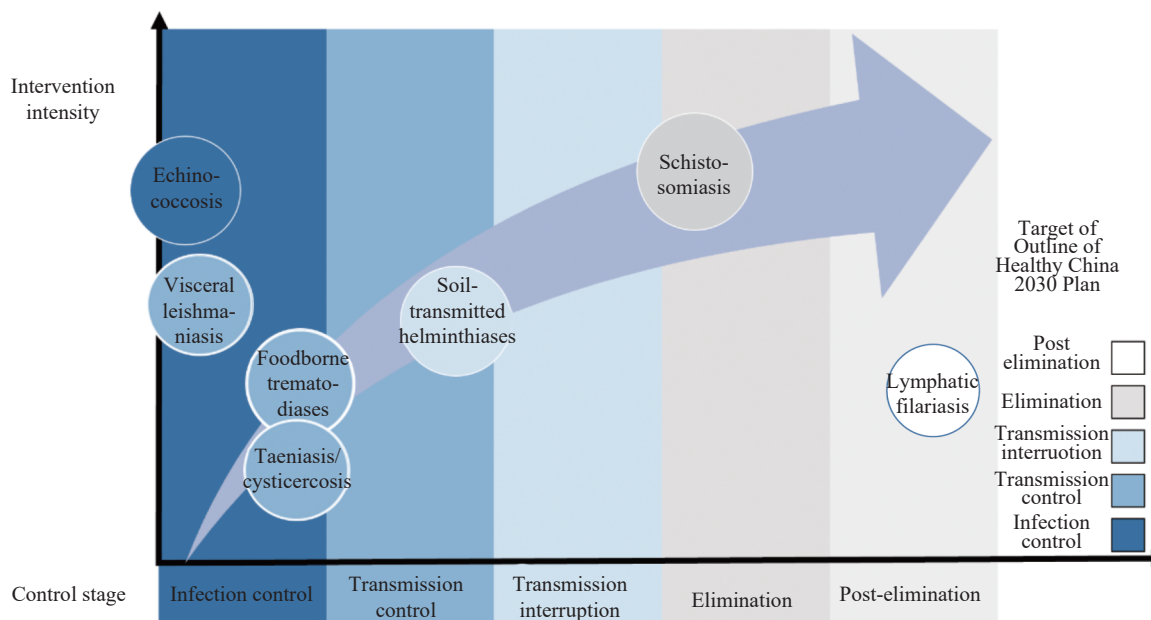 Intervention
intensity
Echino-
coccosis
Visceral
leishma-
niasis
Foodborne
tremato-
diases
Taeniasis/
cysticercosis
Soil-
transmitted
helminthiases
Schisto-
somiasis
Lymphatic
filariasis
Target of
Outline of
Healthy China
2030 Plan
Post
elimination
Elimination
Transmission
interruotion
Transmission
control
Infection
control
Control stage
Infection control
Transmission
control
Transmission
interruption
Elimination
Post-elimination